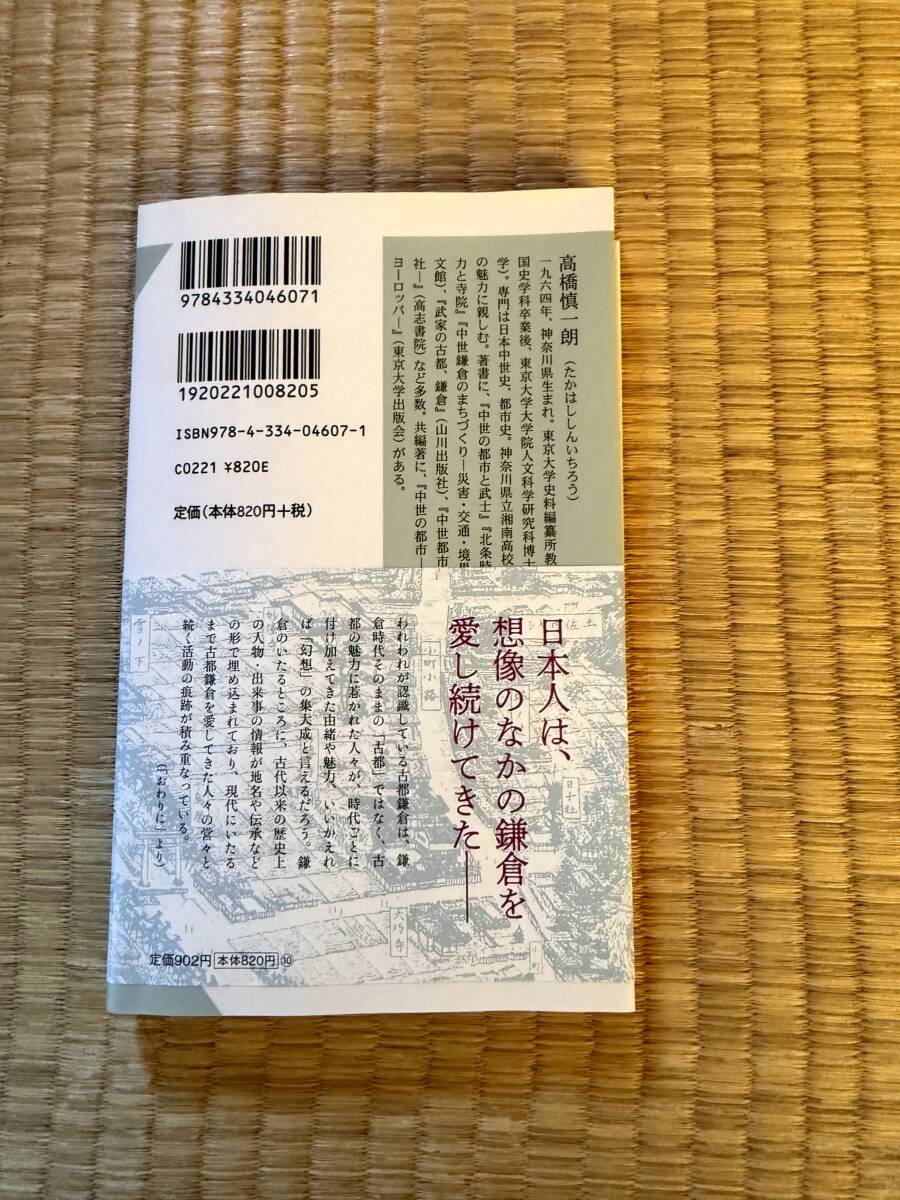 9784334046071
1920221008205
ISBN978-4-334-04607-1
C0221 ¥820E
定価(本体820円+税)
高橋慎一朗(たかはししんいちろう)
一九六四年、神奈川県生まれ。東京大学史料編纂所教
国史学科卒業後、東京大学大学院人文科学研究科博士
学)。専門は日本中世史、都市史。神奈川県立湘南高校
の魅力に親しむ。著書に、『中世の都市と武士』『北条時
力と寺院』『中世鎌倉のまちづくり―災害・交通・境界
文館)、『武家の古都、鎌倉』(山川出版社)、『中世都市
社―』(高志書院)など多数。共編著に、『中世の都市―
ヨーロッパ―』(東京大学出版会)がある。
日本人は、
想像のなかの鎌倉を
愛し続けてきた――
われわれが認識している古都鎌倉は、鎌
倉時代そのままの「古都」ではなく、古
都の魅力に惹かれた人々が、時代ごとに
付け加えてきた由緒や魅力、いいかえれ
ば「幻想」の集大成と言えるだろう。鎌
倉のいたるところに、古代以来の歴史上
の人物・出来事の情報が地名や伝承など
の形で埋め込まれており、現代にいたる
まで古都鎌倉を愛してきた人々の営々と
続く活動の痕跡が積み重なっている。
(「おわりに」より)
雪ノ下
小町小路
土佐
日十社
大巧寺
定価902円 本体820円 ⑩